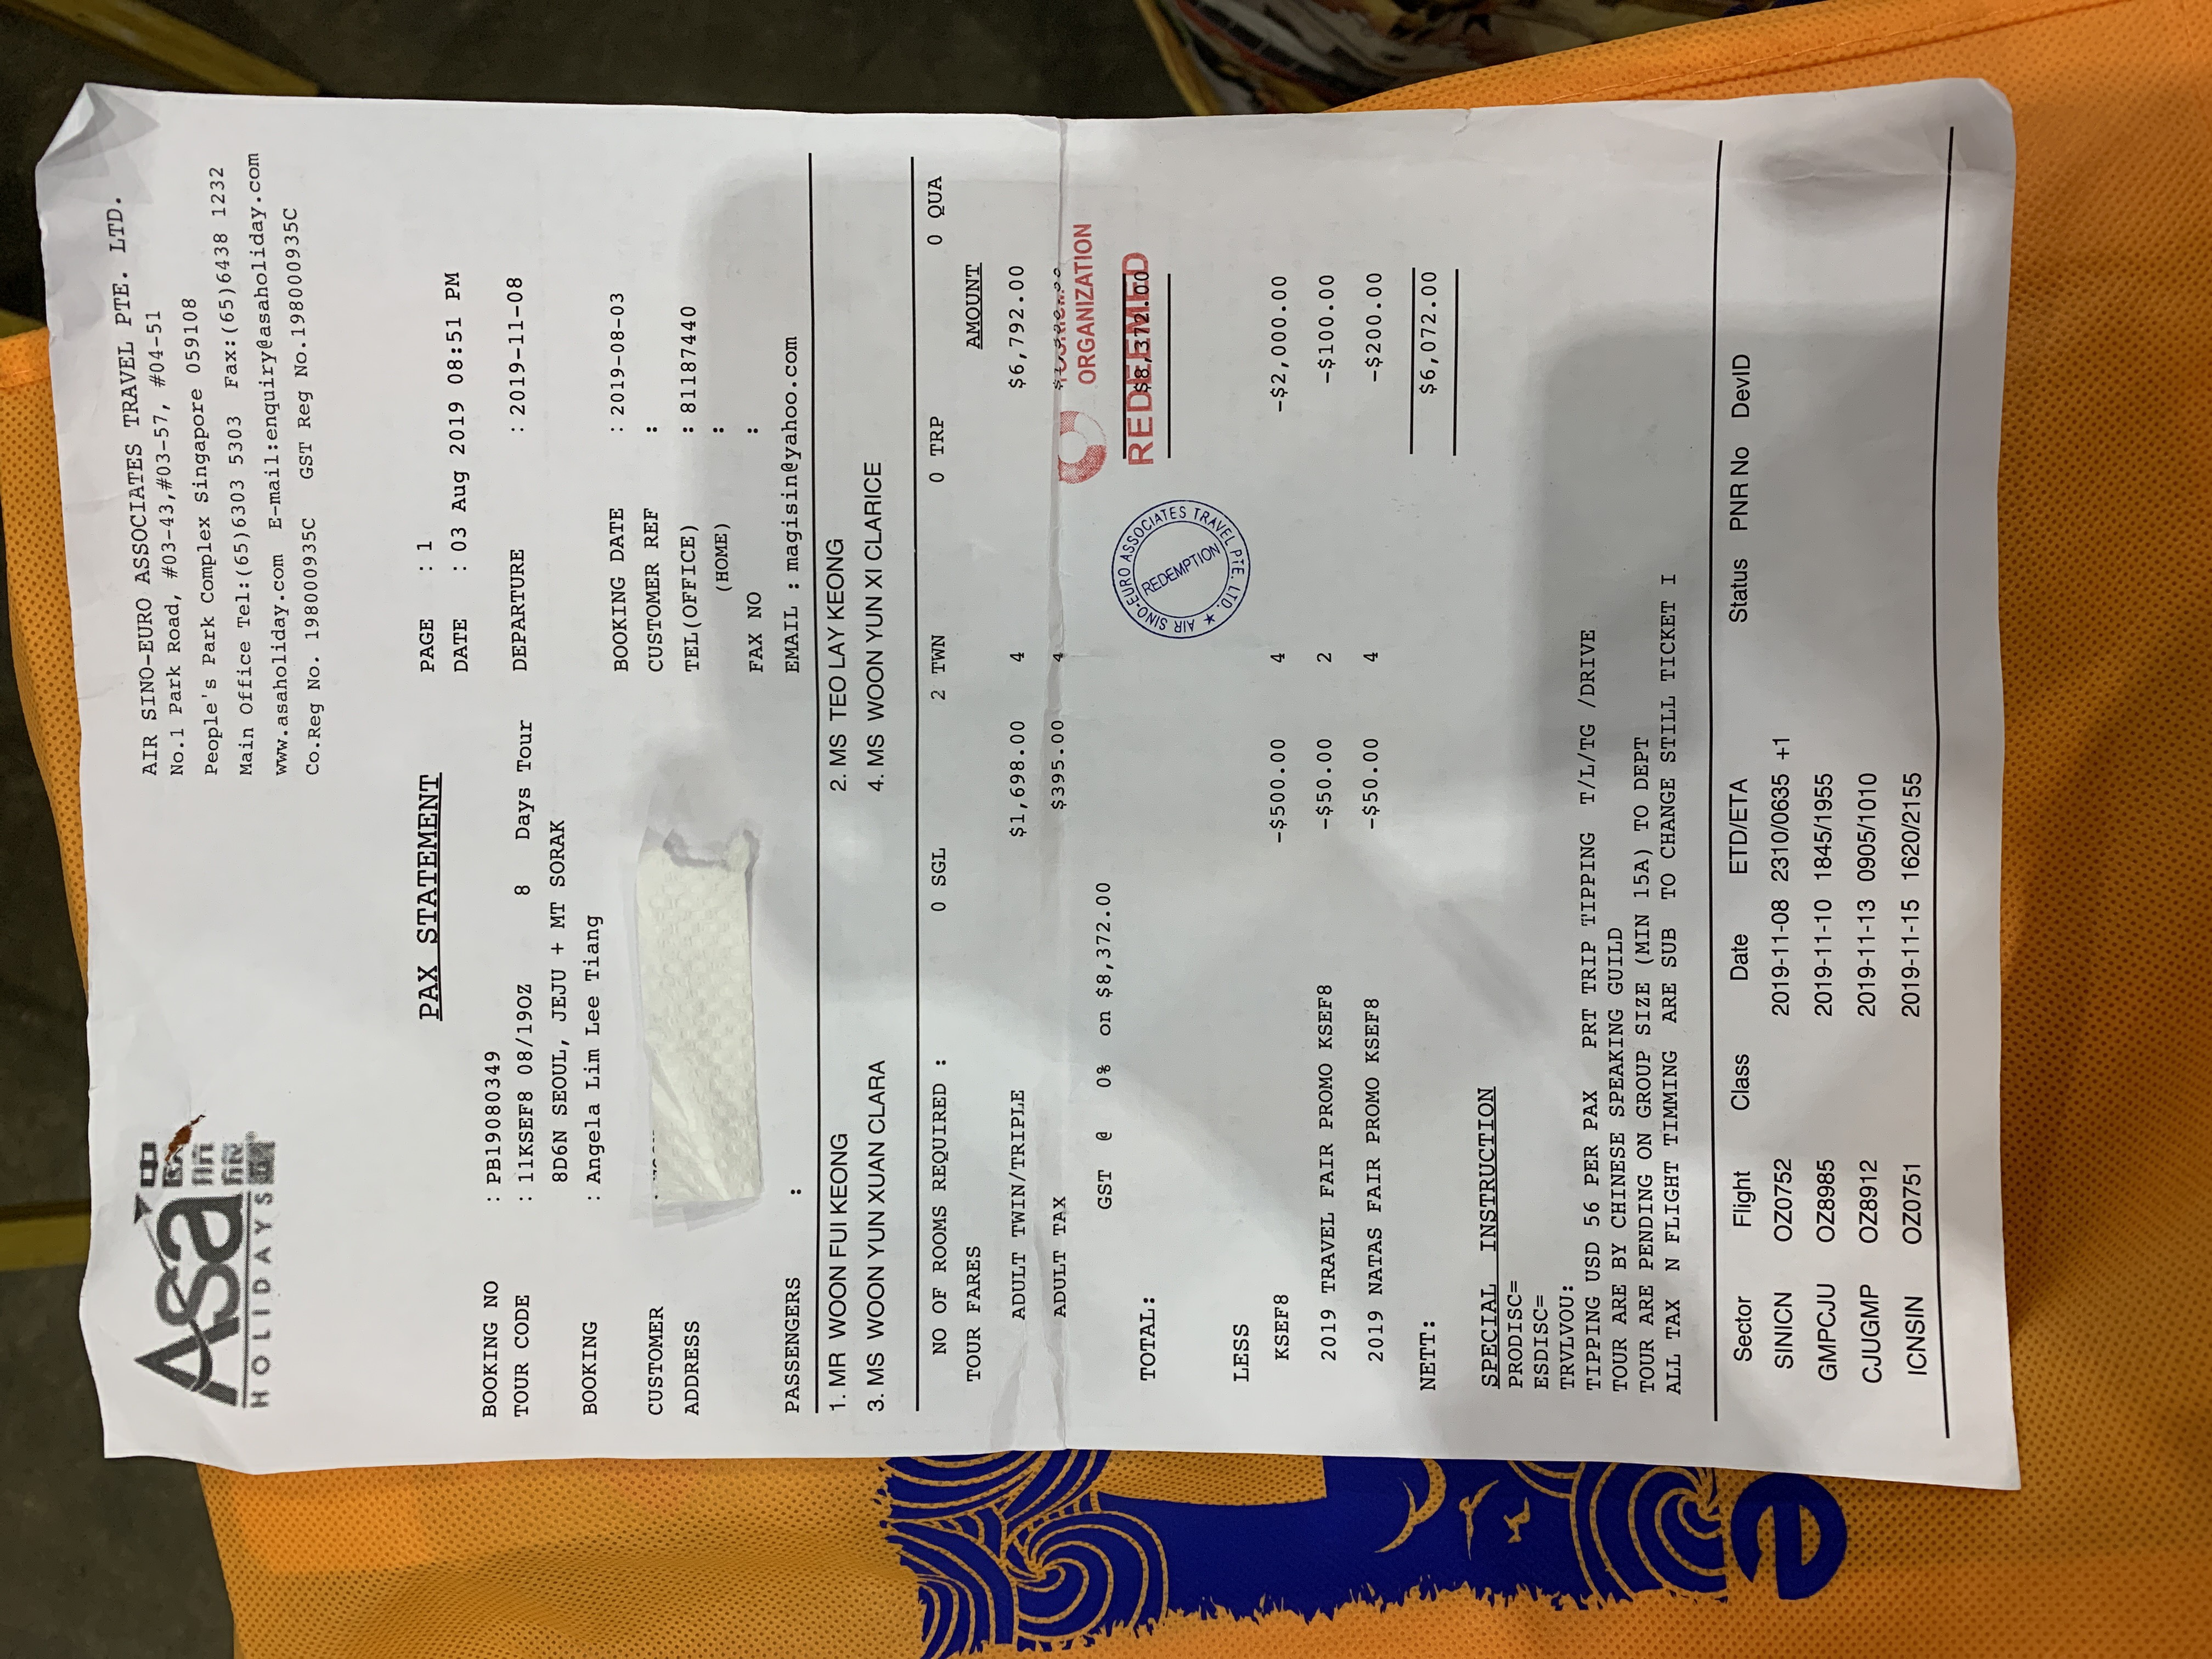 Asa
HOLIDAYS
AIR SINO-EURO ASSOCIATES TRAVEL PTE. LTD.
No.1 Park Road, #03-43,#03-57, #04-51
People's Park Complex Singapore 059108
Main Office Tel:(65)6303 5303 Fax:(65)6438 1232
www.asaholiday.com E-mail:enquiry@asaholiday.com
Co.Reg No. 198000935C GST Reg No.198000935C
PAX STATEMENT
PAGE : 1
DATE : 03 Aug 2019 08:51 PM
BOOKING NO : PB19080349
TOUR CODE : 11KSEF8 08/19OZ 8 Days Tour DEPARTURE : 2019-11-08
8D6N SEOUL, JEJU + MT SORAK
BOOKING : Angela Lim Lee Tiang BOOKING DATE : 2019-08-03
CUSTOMER CUSTOMER REF :
ADDRESS TEL(OFFICE) : 81187440
(HOME) :
FAX NO :
PASSENGERS : EMAIL : magisin@yahoo.com
1. MR WOON FUI KEONG 2. MS TEO LAY KEONG
3. MS WOON YUN XUAN CLARA 4. MS WOON YUN XI CLARICE
NO OF ROOMS REQUIRED : 0 SGL 2 TWN 0 TRP 0 QUA
TOUR FARES AMOUNT
ADULT TWIN/TRIPLE $1,698.00 4 $6,792.00
ADULT TAX $395.00 4
ORGANIZATION
GST @ 0% on $8,372.00
TOTAL: $8,372.00
REDEEMED
AIR SINO-EURO ASSOCIATES TRAVEL PTE. LTD. ★
REDEMPTION
LESS
KSEF8 -$500.00 4 -$2,000.00
2019 TRAVEL FAIR PROMO KSEF8 -$50.00 2 -$100.00
2019 NATAS FAIR PROMO KSEF8 -$50.00 4 -$200.00
NETT: $6,072.00
SPECIAL INSTRUCTION
PRODISC=
ESDISC=
TRVLVOU:
TIPPING USD 56 PER PAX PRT TRIP TIPPING T/L/TG /DRIVE
TOUR ARE BY CHINESE SPEAKING GUILD
TOUR ARE PENDING ON GROUP SIZE (MIN 15A) TO DEPT
ALL TAX N FLIGHT TIMMING ARE SUB TO CHANGE STILL TICKET I
Sector Flight Class Date ETD/ETA Status PNR No DevID
SINICN OZ0752 2019-11-08 2310/0635 +1
GMPCJU OZ8985 2019-11-10 1845/1955
CJUGMP OZ8912 2019-11-13 0905/1010
ICNSIN OZ0751 2019-11-15 1620/2155
e